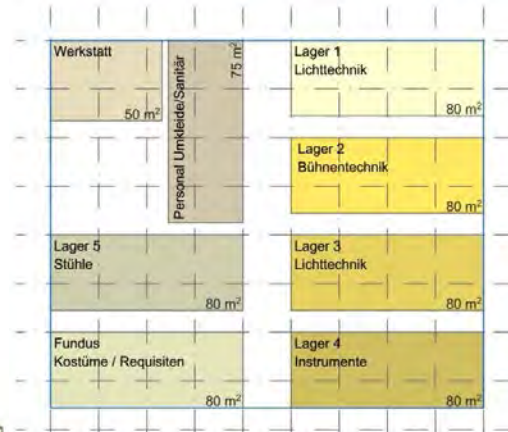 Werkstatt
50 m²
Personal Umkleide/Sanitär
75 m²
Lager 1
Lichttechnik
80 m²
Lager 2
Bühnentechnik
80 m²
Lager 5
Stühle
80 m²
Lager 3
Lichttechnik
80 m²
Fundus
Kostüme / Requisiten
80 m²
Lager 4
Instrumente
80 m²